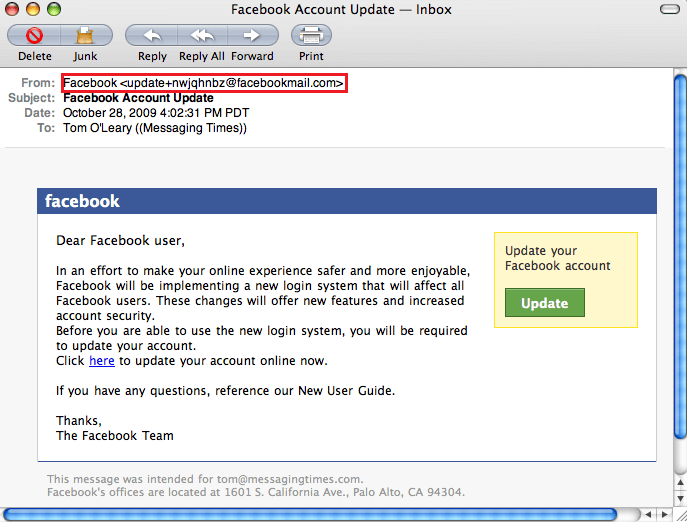 Facebook Account Update — Inbox
Delete Junk Reply Reply All Forward Print
From: Facebook <update+nwjqhnbz@facebookmail.com>
Subject: Facebook Account Update
Date: October 28, 2009 4:02:31 PM PDT
To: Tom O'Leary ((Messaging Times))
facebook
Dear Facebook user,
In an effort to make your online experience safer and more enjoyable,
Facebook will be implementing a new login system that will affect all
Facebook users. These changes will offer new features and increased
account security.
Before you are able to use the new login system, you will be required
to update your account.
Click here to update your account online now.
If you have any questions, reference our New User Guide.
Thanks,
The Facebook Team
Update your
Facebook account
Update
This message was intended for tom@messagingtimes.com.
Facebook's offices are located at 1601 S. California Ave., Palo Alto, CA 94304.